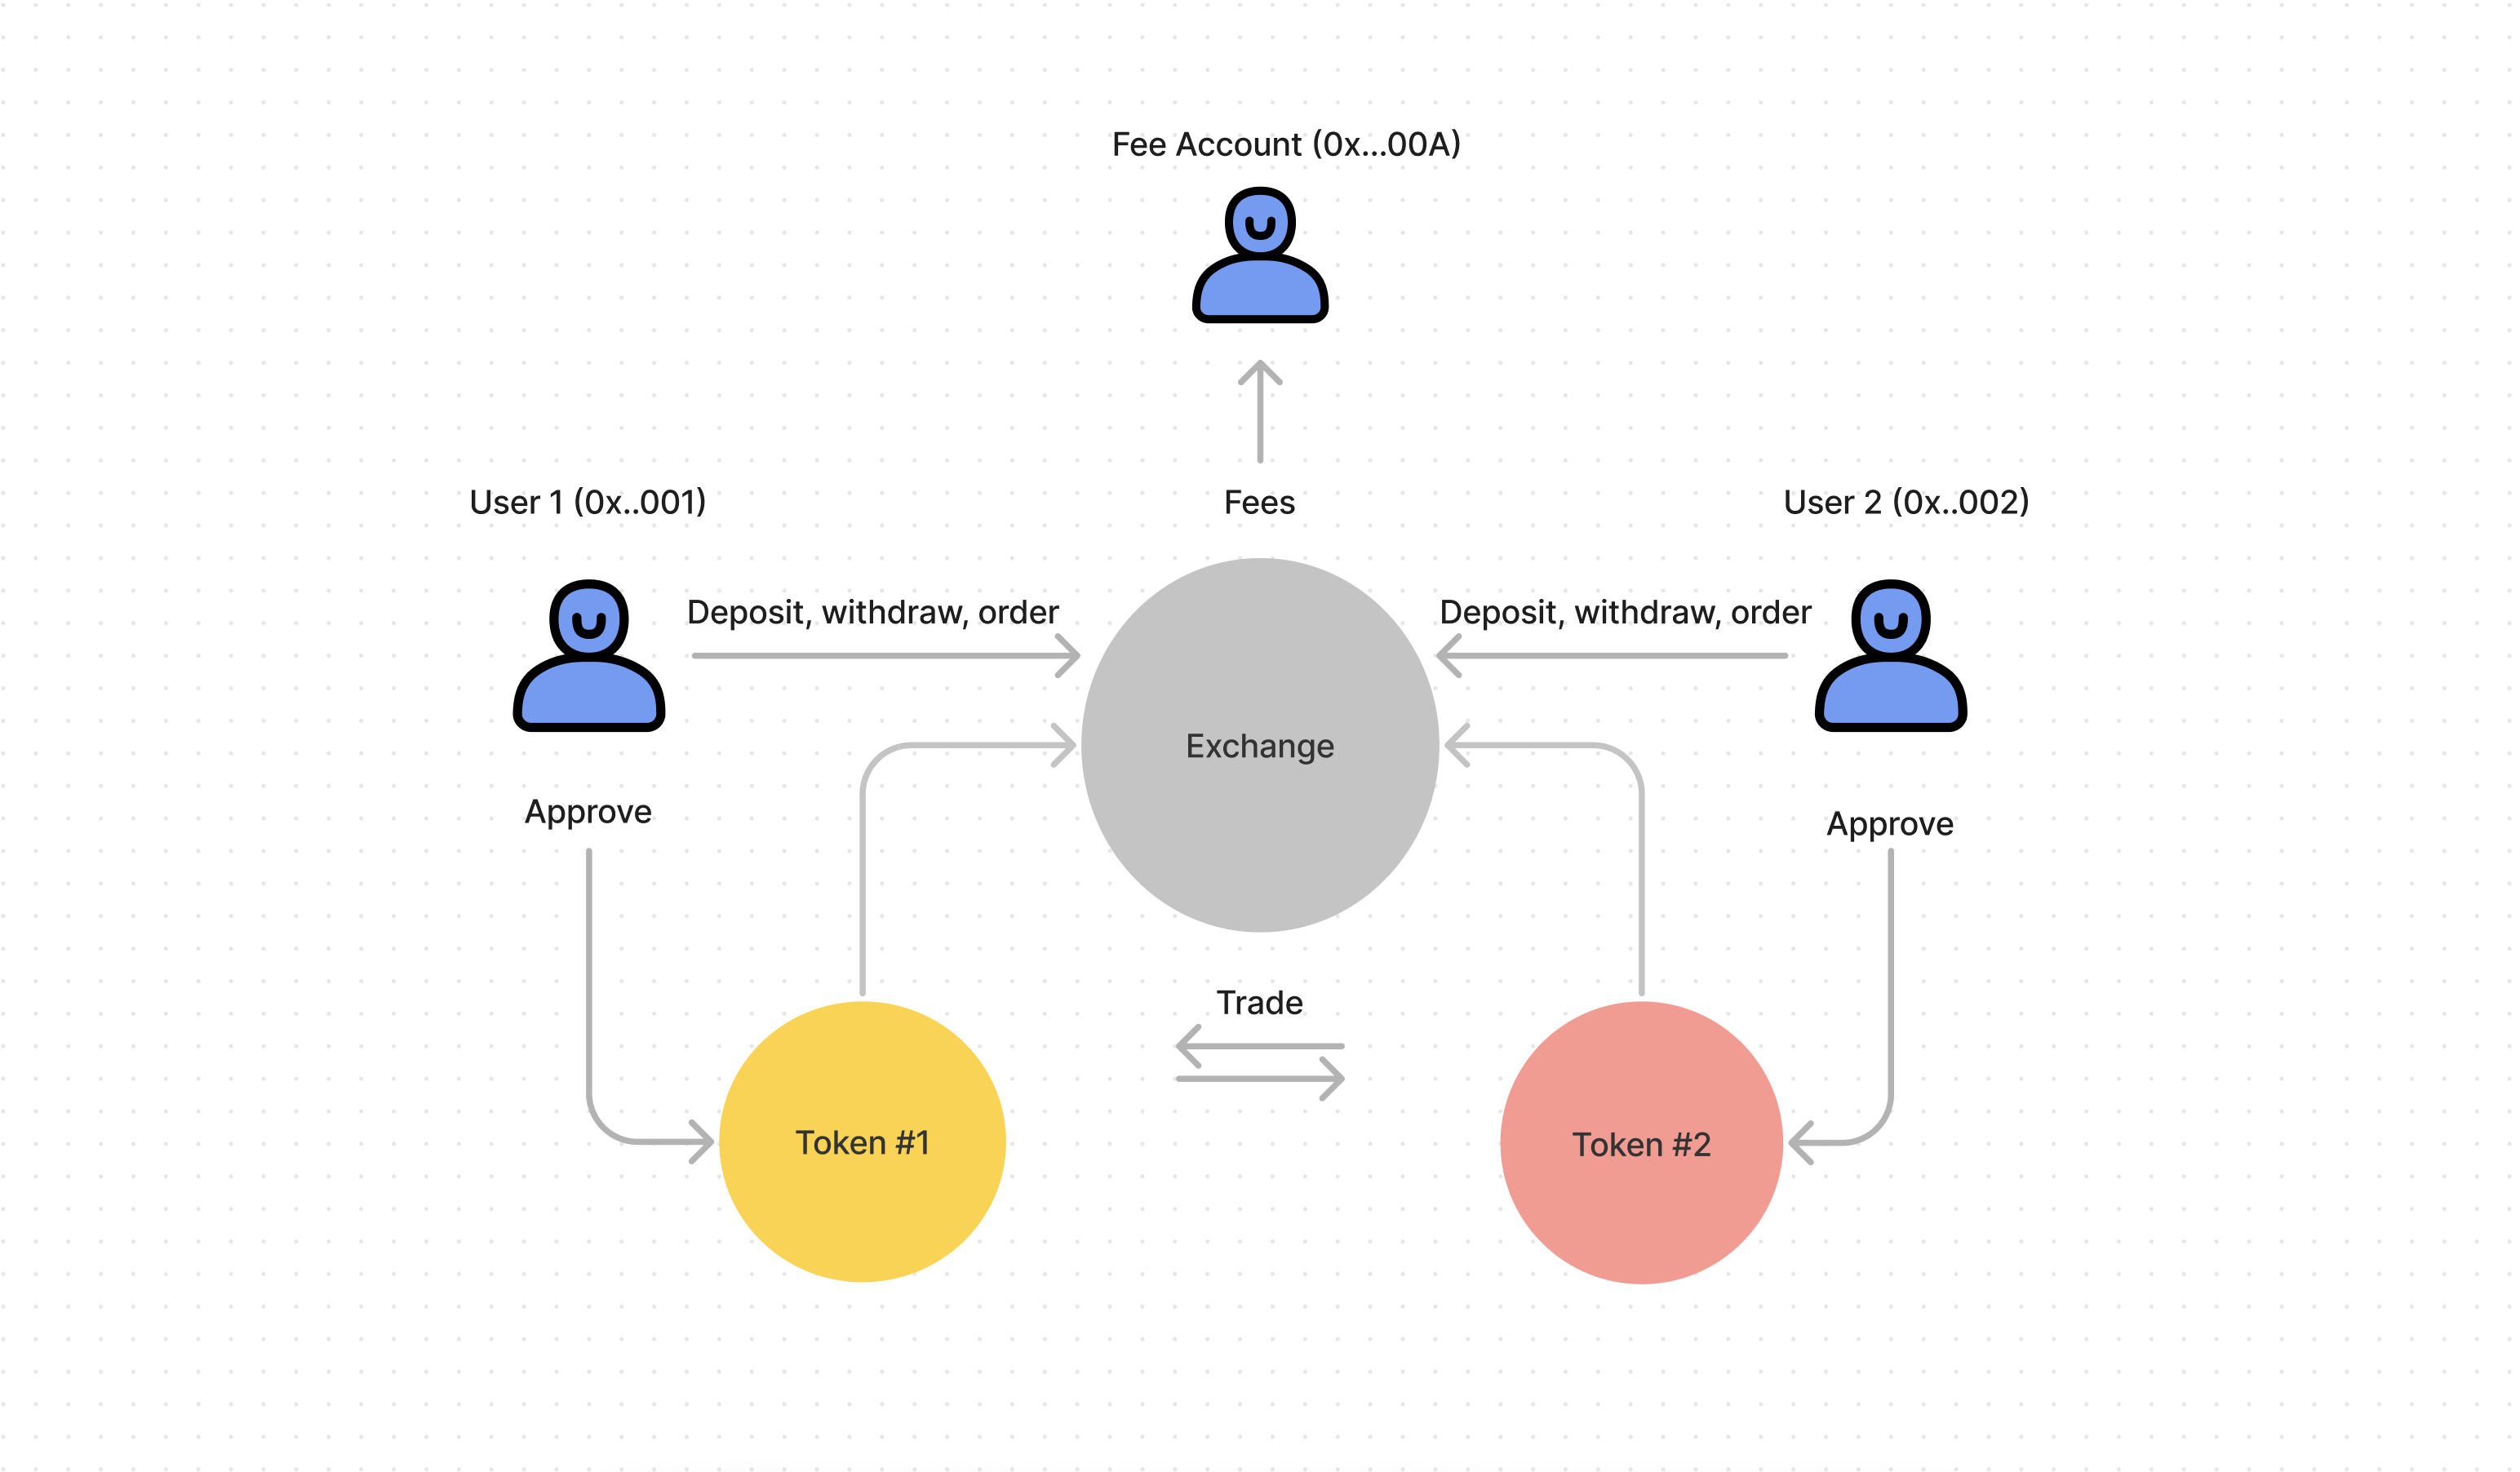 Fee Account (0x...00A)
User 1 (0x..001)
Fees
User 2 (0x..002)
Deposit, withdraw, order
Deposit, withdraw, order
Exchange
Approve
Approve
Trade
Token #1
Token #2